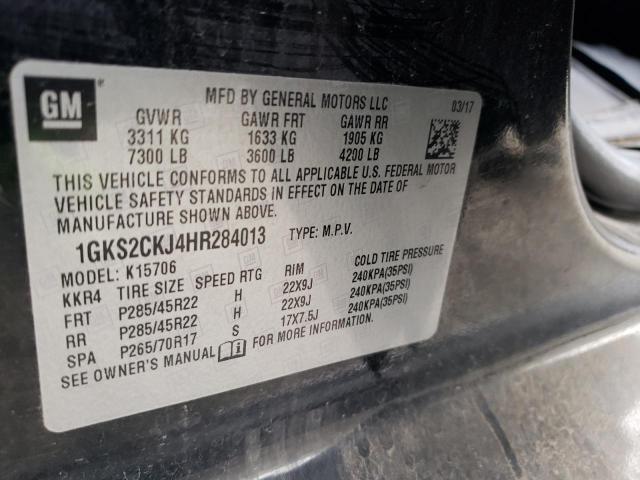 GM
MFD BY GENERAL MOTORS LLC 03/17
GVWR GAWR FRT GAWR RR
3311 KG 1633 KG 1905 KG
7300 LB 3600 LB 4200 LB
THIS VEHICLE CONFORMS TO ALL APPLICABLE U.S. FEDERAL MOTOR
VEHICLE SAFETY STANDARDS IN EFFECT ON THE DATE OF
MANUFACTURE SHOWN ABOVE.
1GKS2CKJ4HR284013 TYPE: M.P.V.
MODEL: K15706
KKR4 TIRE SIZE SPEED RTG RIM COLD TIRE PRESSURE
FRT P285/45R22 H 22X9J 240KPA(35PSI)
RR P285/45R22 H 22X9J 240KPA(35PSI)
SPA P265/70R17 S 17X7.5J 240KPA(35PSI)
SEE OWNER'S MANUAL FOR MORE INFORMATION.